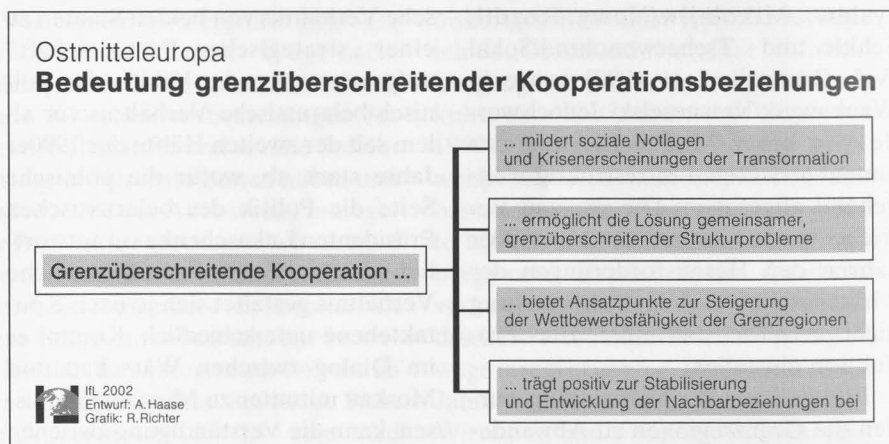 Ostmitteleuropa
Bedeutung grenzüberschreitender Kooperationsbeziehungen
Grenzüberschreitende Kooperation...
... mildert soziale Notlagen
und Krisenerscheinungen der Transformation
... ermöglicht die Lösung gemeinsamer,
grenzüberschreitender Strukturprobleme
... bietet Ansatzpunkte zur Steigerung
der Wettbewerbsfähigkeit der Grenzregionen
... trägt positiv zur Stabilisierung
und Entwicklung der Nachbarbeziehungen bei
IfL 2002
Entwurf: A. Haase
Grafik: R. Richter